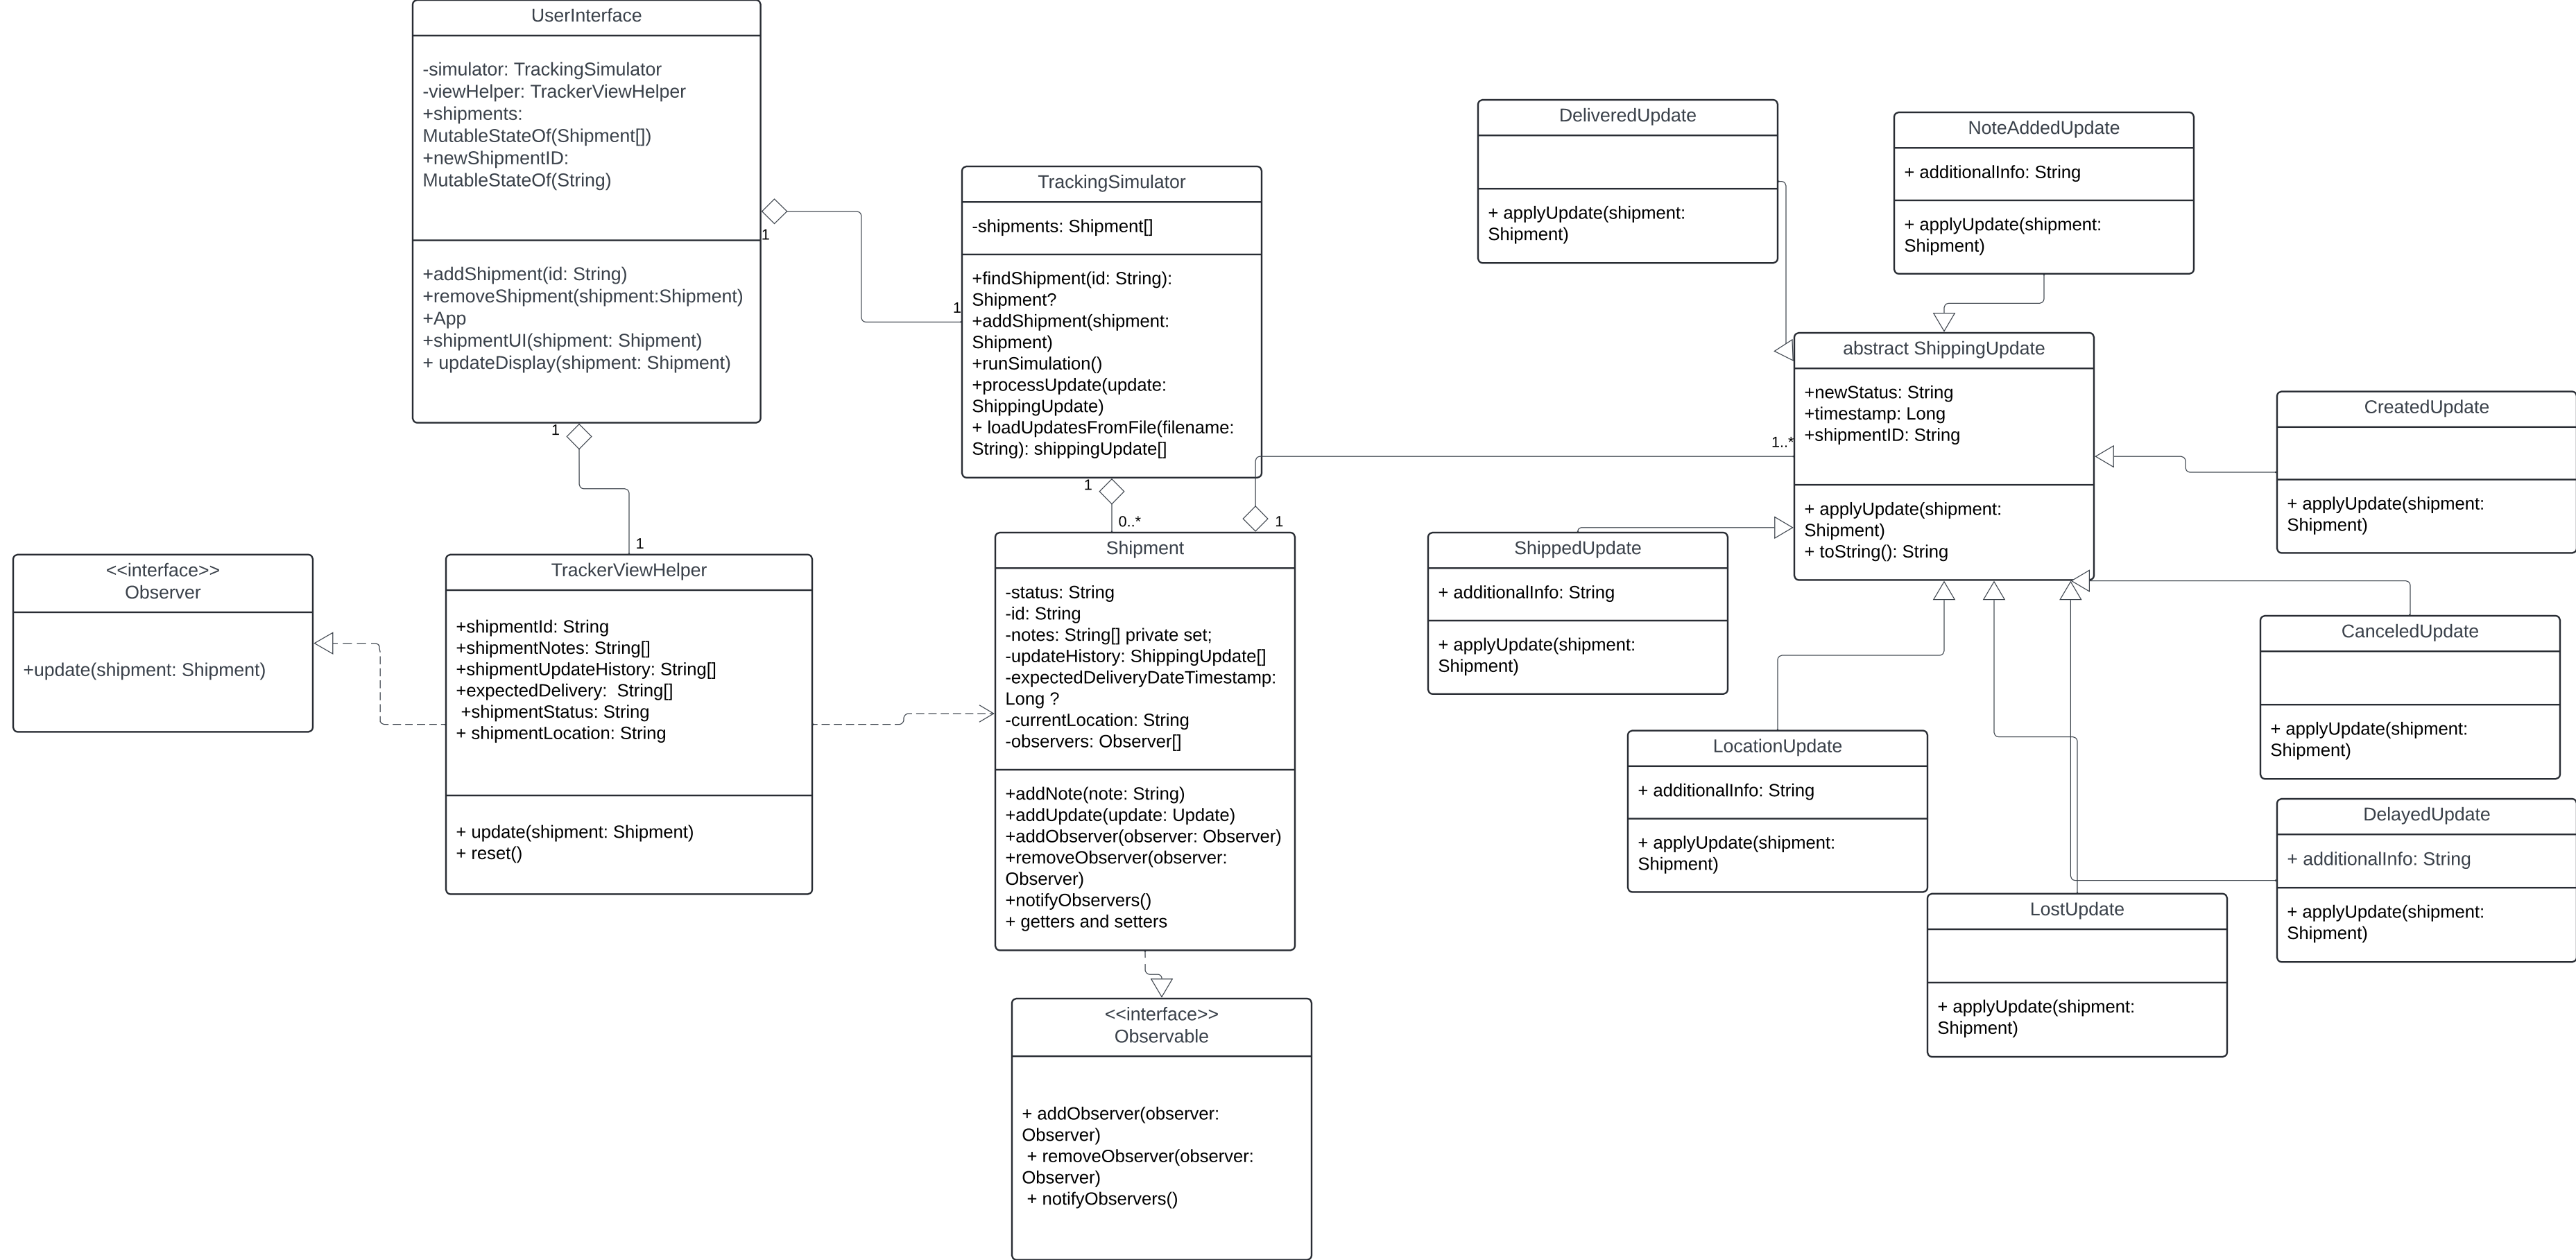 UserInterface
-simulator: TrackingSimulator
-viewHelper: TrackerViewHelper
+shipments:
MutableStateOf(Shipment[])
+newShipmentID:
MutableStateOf(String)
+addShipment(id: String)
+removeShipment(shipment:Shipment)
+App
+shipmentUI(shipment: Shipment)
+ updateDisplay(shipment: Shipment)
1
1
1
1
TrackingSimulator
-shipments: Shipment[]
+findShipment(id: String):
Shipment?
+addShipment(shipment:
Shipment)
+runSimulation()
+processUpdate(update:
ShippingUpdate)
+ loadUpdatesFromFile(filename:
String): shippingUpdate[]
1
0..*
1
1..*
DeliveredUpdate
+ applyUpdate(shipment:
Shipment)
NoteAddedUpdate
+ additionalInfo: String
+ applyUpdate(shipment:
Shipment)
abstract ShippingUpdate
+newStatus: String
+timestamp: Long
+shipmentID: String
+ applyUpdate(shipment:
Shipment)
+ toString(): String
CreatedUpdate
+ applyUpdate(shipment:
Shipment)
<<interface>>
Observer
+update(shipment: Shipment)
TrackerViewHelper
+shipmentId: String
+shipmentNotes: String[]
+shipmentUpdateHistory: String[]
+expectedDelivery:  String[]
+shipmentStatus: String
+ shipmentLocation: String
+ update(shipment: Shipment)
+ reset()
Shipment
-status: String
-id: String
-notes: String[] private set;
-updateHistory: ShippingUpdate[]
-expectedDeliveryDateTimestamp:
Long ?
-currentLocation: String
-observers: Observer[]
+addNote(note: String)
+addUpdate(update: Update)
+addObserver(observer: Observer)
+removeObserver(observer:
Observer)
+notifyObservers()
+ getters and setters
ShippedUpdate
+ additionalInfo: String
+ applyUpdate(shipment:
Shipment)
CanceledUpdate
+ applyUpdate(shipment:
Shipment)
LocationUpdate
+ additionalInfo: String
+ applyUpdate(shipment:
Shipment)
DelayedUpdate
+ additionalInfo: String
+ applyUpdate(shipment:
Shipment)
LostUpdate
+ applyUpdate(shipment:
Shipment)
<<interface>>
Observable
+ addObserver(observer:
Observer)
+ removeObserver(observer:
Observer)
+ notifyObservers()